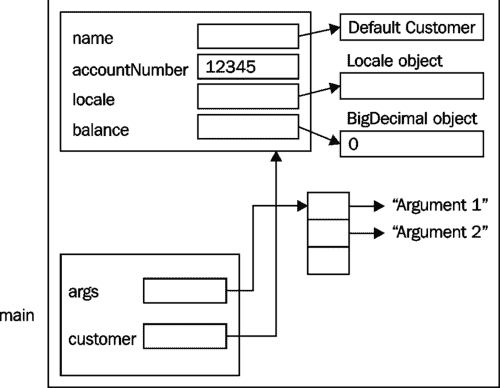 name
Default Customer
accountNumber
12345
Locale object
locale
BigDecimal object
balance
0
“Argument 1”
“Argument 2”
args
main
customer